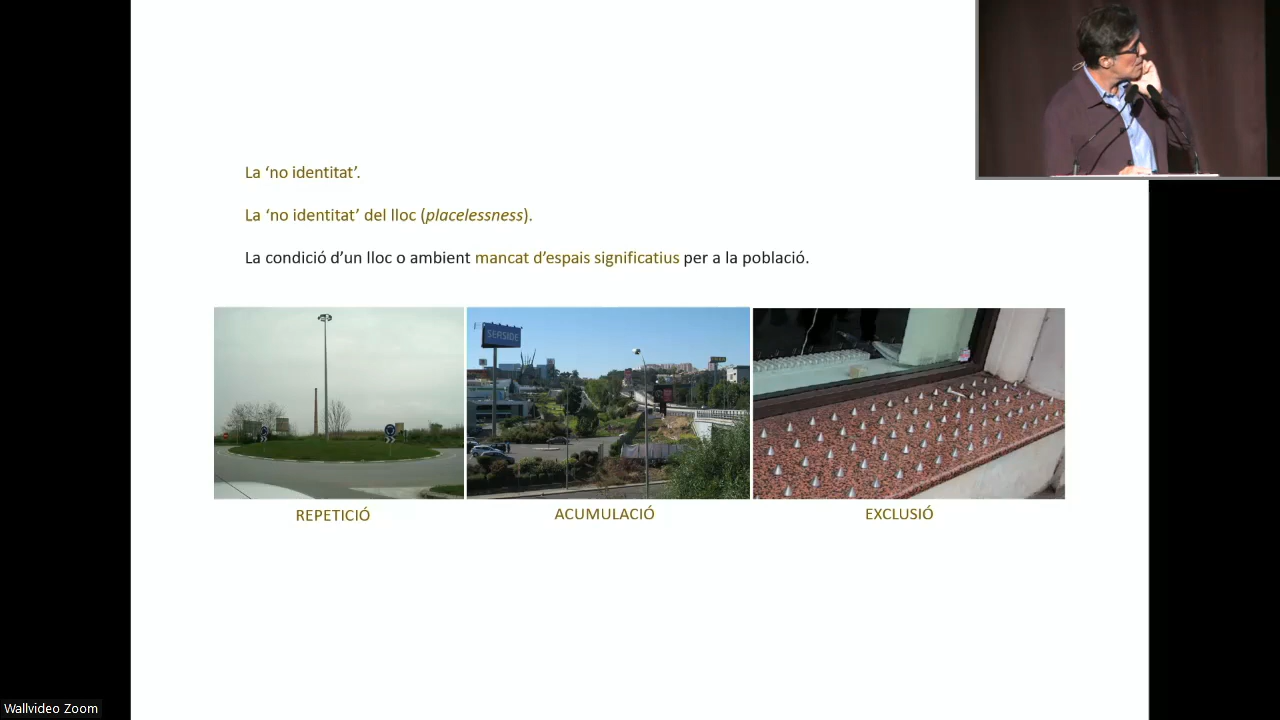 La ‘no identitat’.
La ‘no identitat’ del lloc (placelessness).
La condició d’un lloc o ambient mancat d’espais significatius per a la població.
SEASIDE
REPETICIÓ
ACUMULACIÓ
EXCLUSIÓ
Wallvideo Zoom